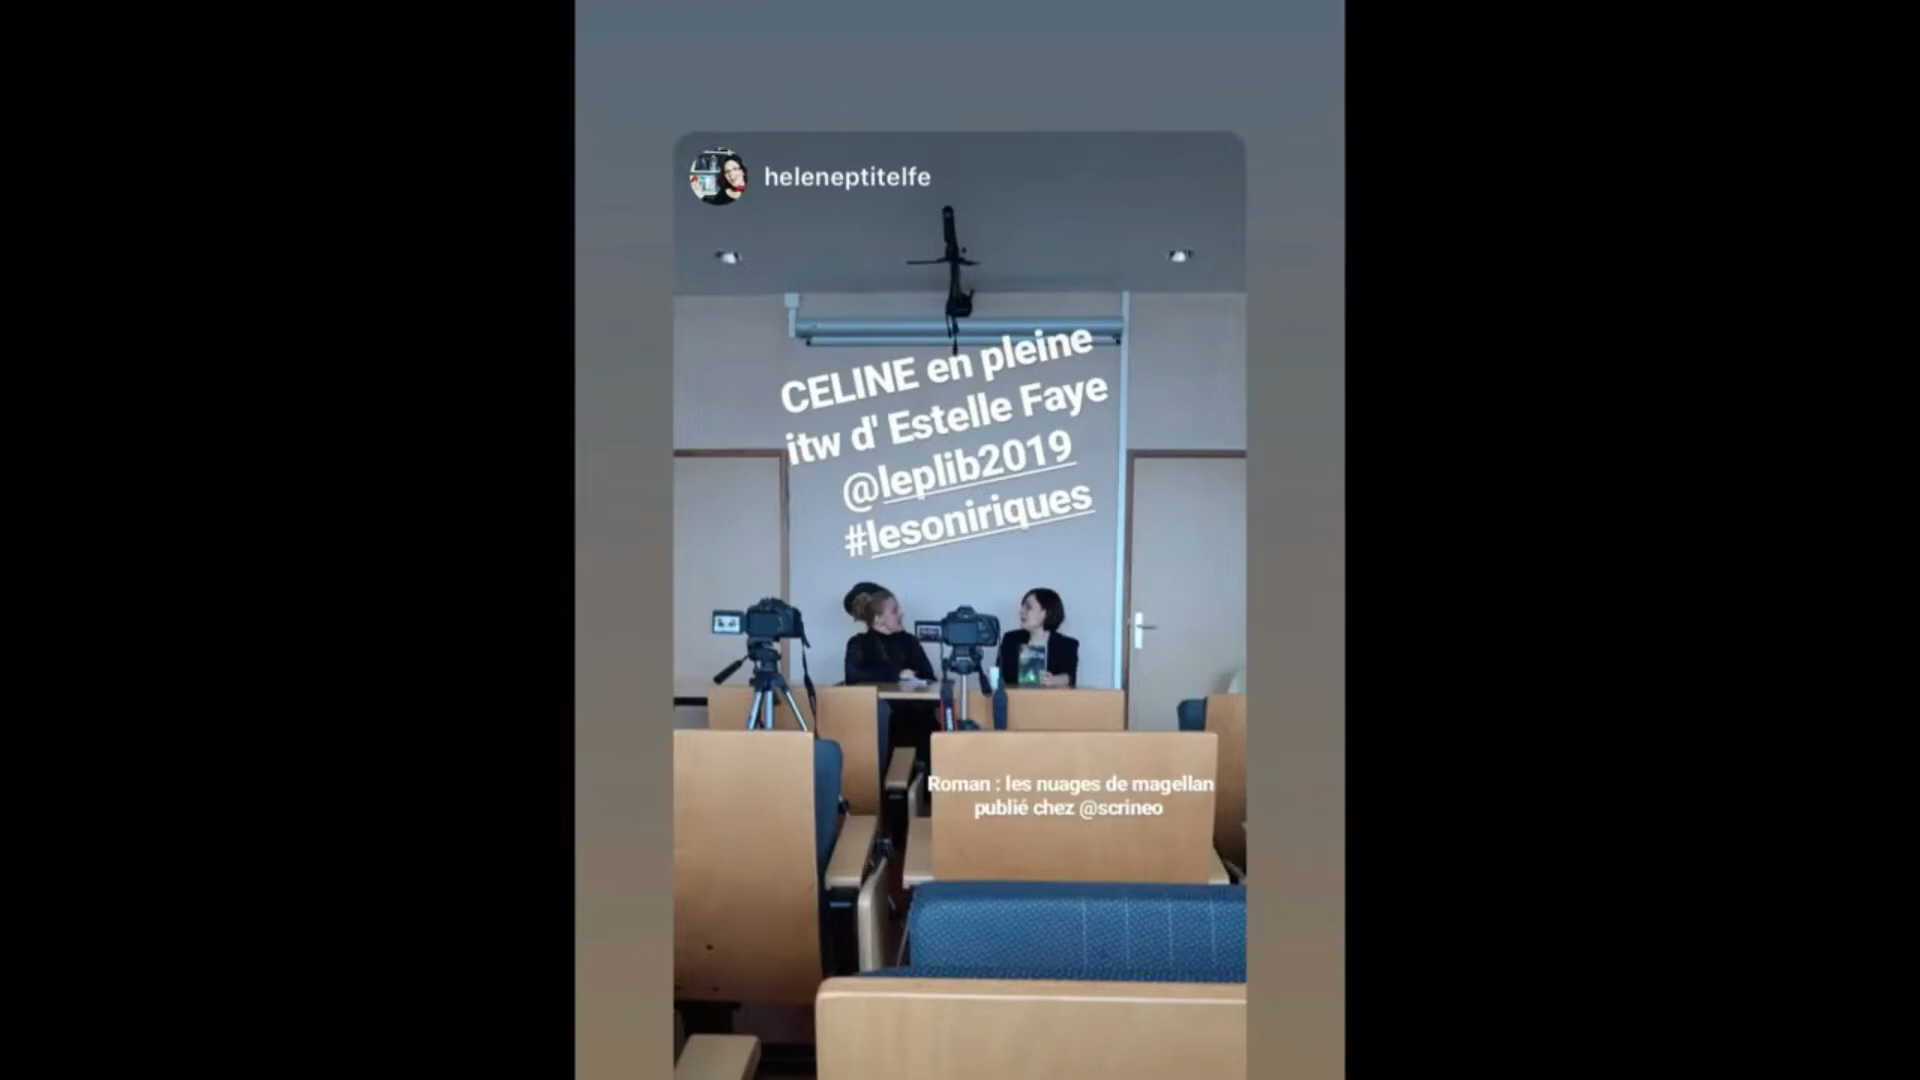 heleneptitelfe
CELINE en pleine
itw d' Estelle Faye
@leplib2019
#lesoniriques
Roman : les nuages de magellan
publié chez @scrineo